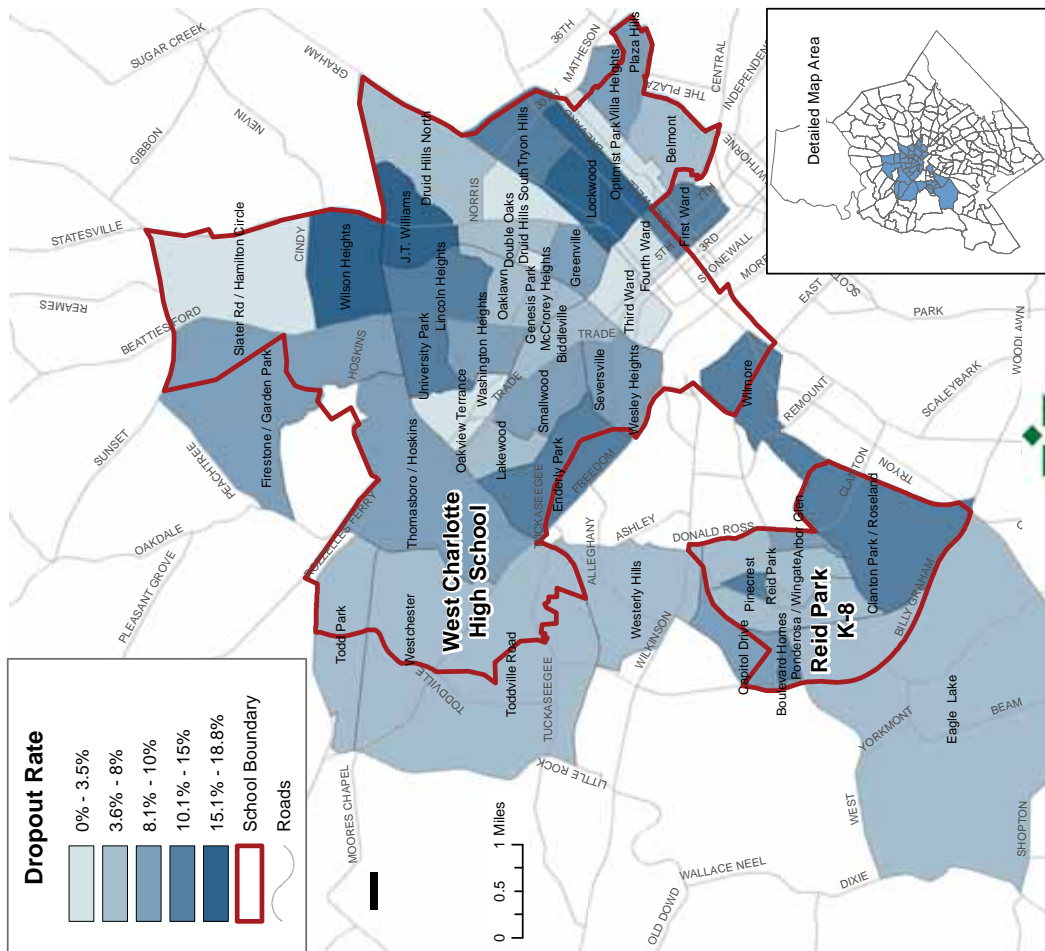 Dropout Rate
0% - 3.5%
3.6% - 8%
8.1% - 10%
10.1% - 15%
15.1% - 18.8%
School Boundary
Roads
Detailed Map Area
0 0.5 1 Miles
West Charlotte
High School
Reid Park
K-8
Slater Rd / Hamilton Circle
Firestone / Garden Park
Wilson Heights
J.T. Williams
Druid Hills North
University Park
Lincoln Heights
Washington Heights
Oaklawn
Double Oaks
Druid Hills South
Tryon Hills
Lockwood
Optimist Park
Villa Heights
Plaza Hills
Belmont
First Ward
Fourth Ward
Third Ward
Greenville
Genesis Park
McCrorey Heights
Biddleville
Smallwood
Seversville
Wesley Heights
Oakview Terrance
Lakewood
Enderly Park
Thomasboro / Hoskins
Todd Park
Westchester
Toddville Road
Westerly Hills
Wilmore
Capitol Drive
Pinecrest
Reid Park
Boulevard Homes
Ponderosa / Wingate
Arbor Glen
Clanton Park / Roseland
Eagle Lake
SUGAR CREEK
GRAHAM
NEVIN
GIBBON
STATESVILLE
CINDY
REAMES
BEATTIES FORD
SUNSET
PEACHTREE
HOSKINS
OAKDALE
PLEASANT GROVE
ROZZELLES FERRY
NORRIS
36TH
MATHESON
30TH
THE PLAZA
CENTRAL
7TH
5TH
3RD
STONEWALL
TRADE
TRADE
EAST
PARK
REMOUNT
SCALEYBARK
TRYON
CLANTON
FREEDOM
TUCKASEEGEE
TUCKASEEGEE
ALLEGHANY
ASHLEY
DONALD ROSS
WILKINSON
BILLY GRAHAM
TODDVILLE
MOORES CHAPEL
LITTLE ROCK
WEST
YORKMONT
BEAM
SHOPTON
WALLACE NEEL
OLD DOWD
DIXIE